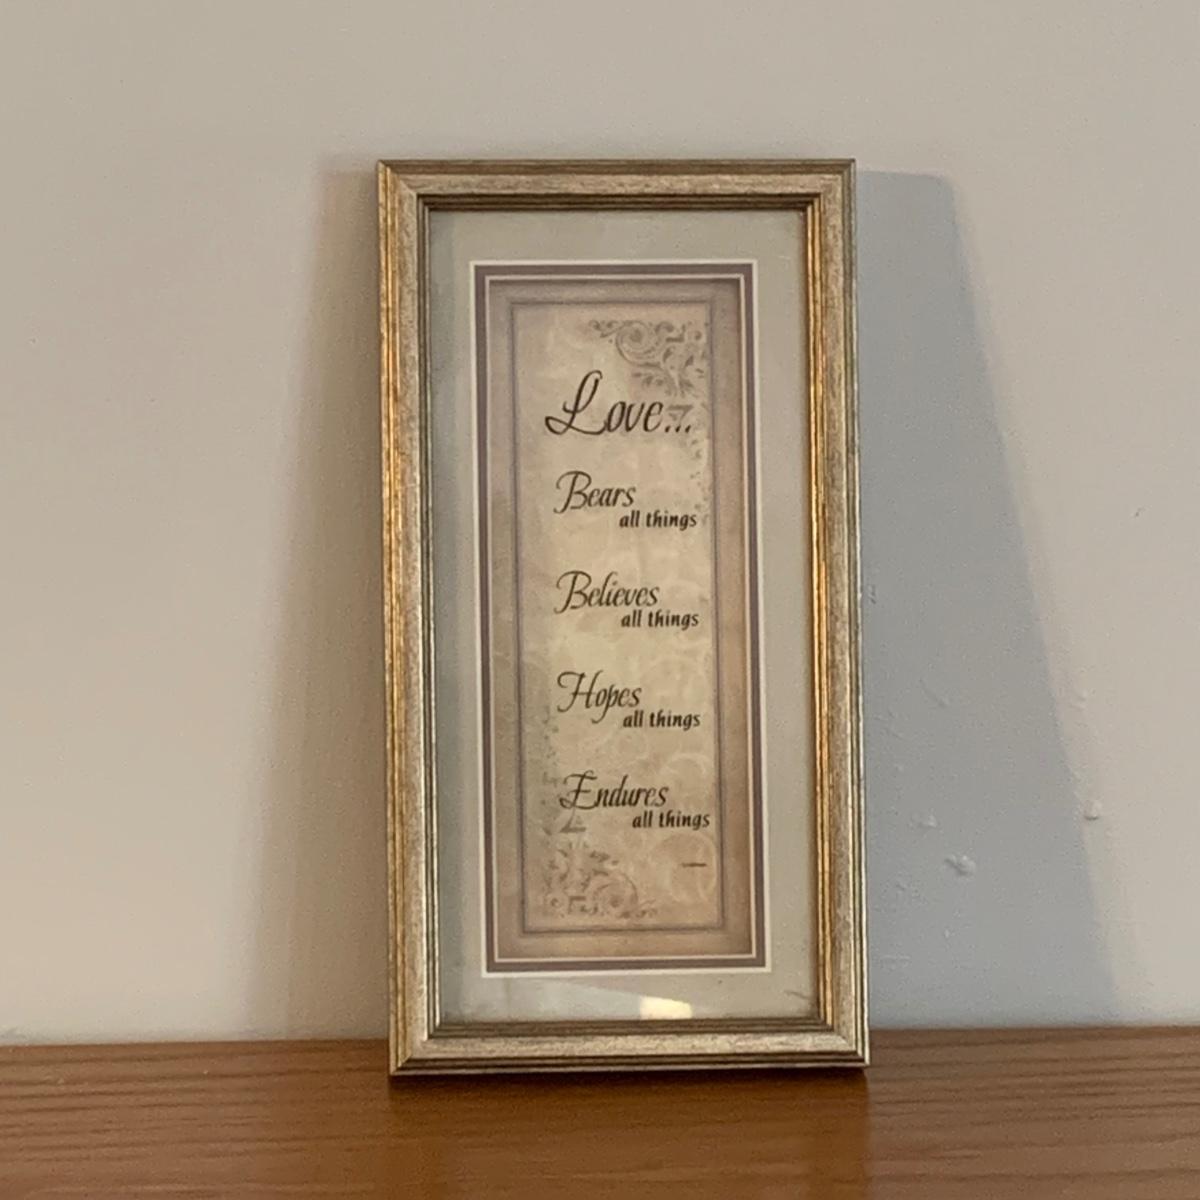 Love...
Bears
all things
Believes
all things
Hopes
all things
Endures
all things